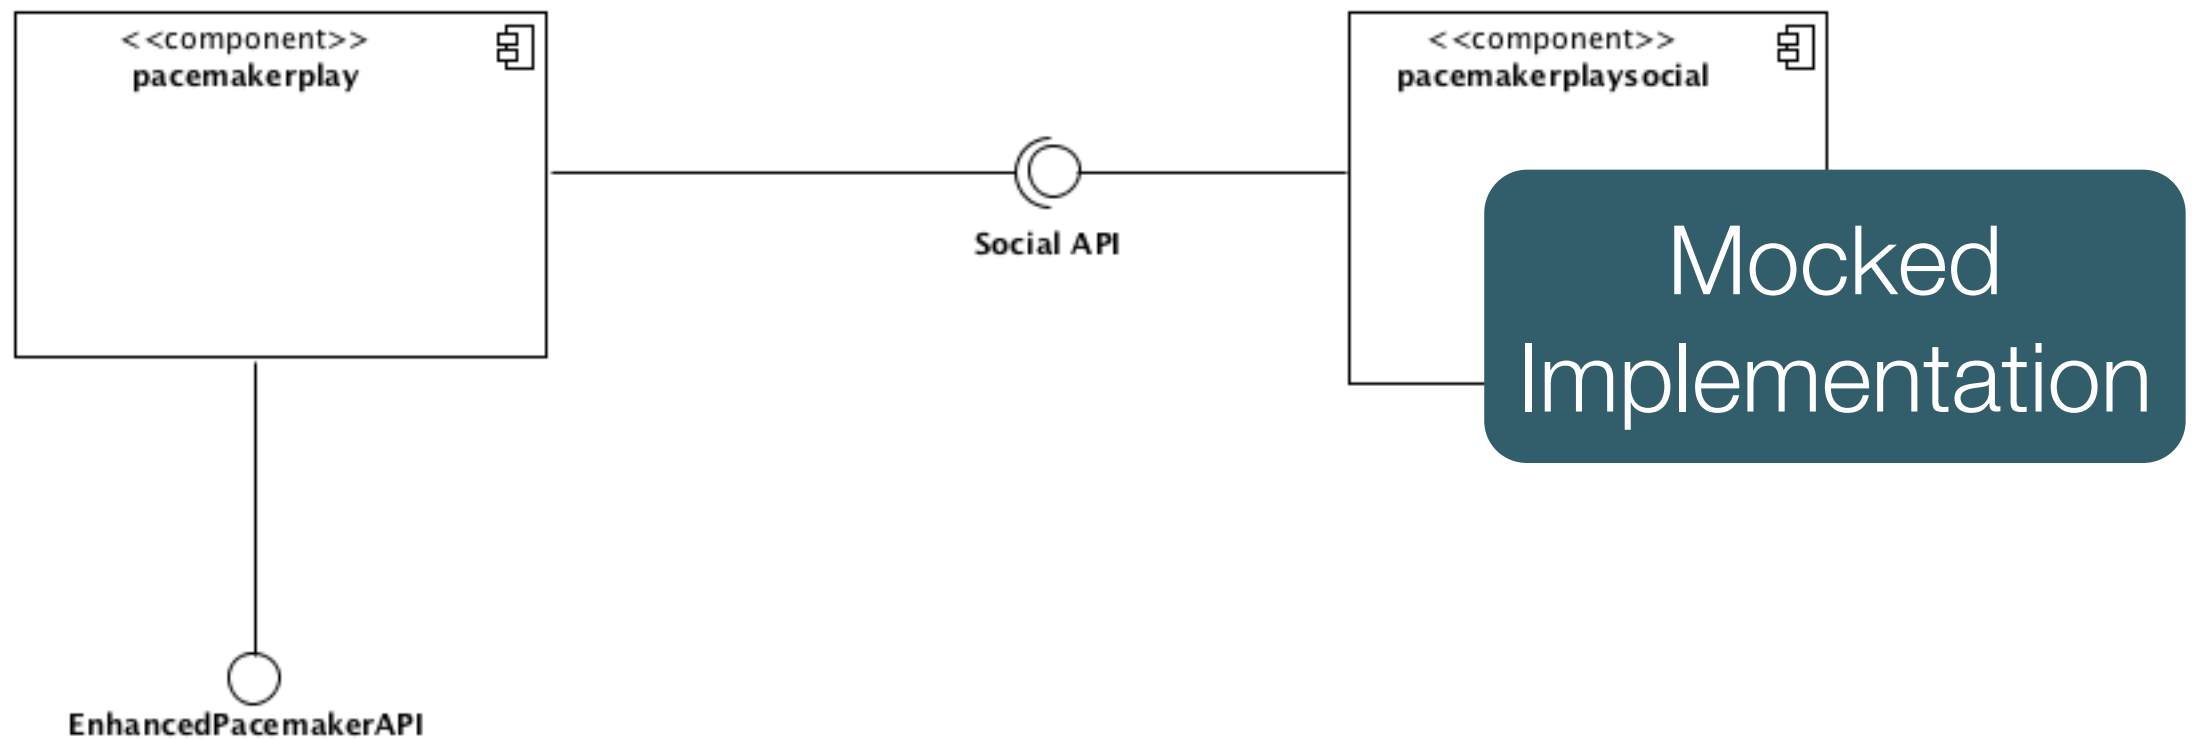 <<component>>
pacemakerplay
<<component>>
pacemakerplaysocial
Social API
Mocked
Implementation
EnhancedPacemakerAPI